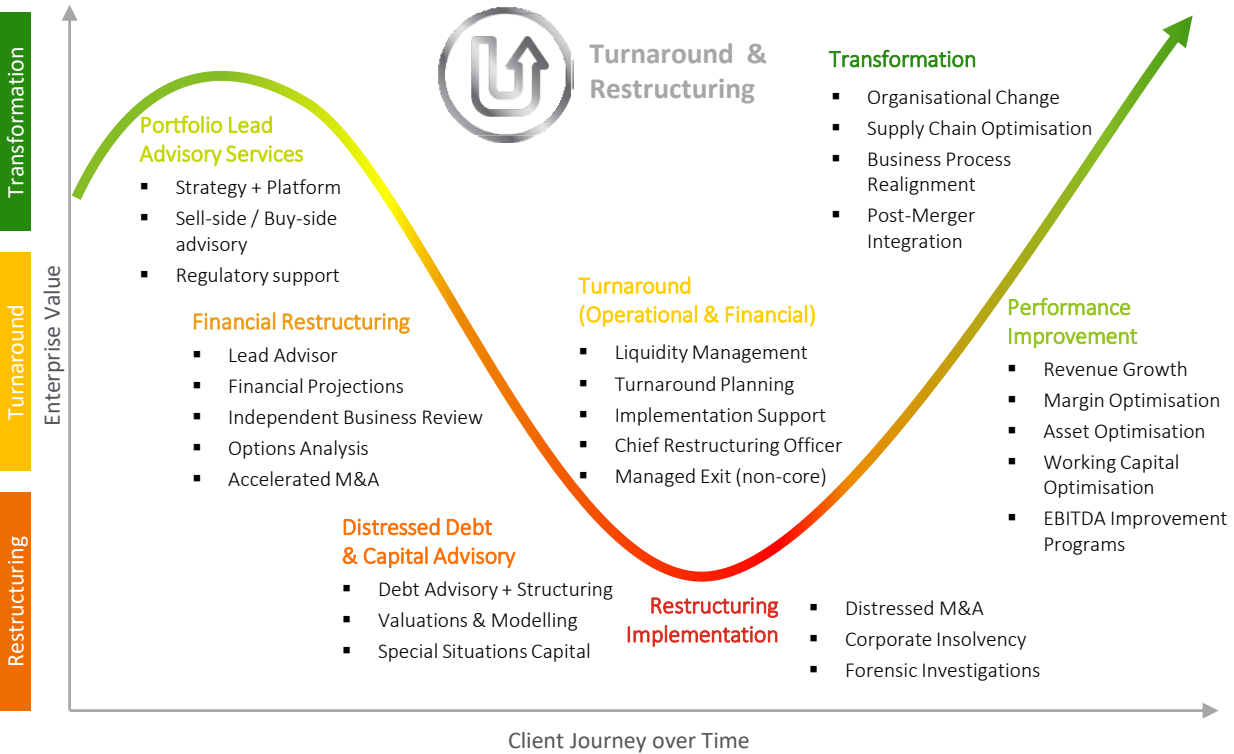 Turnaround &
Restructuring
Transformation
Turnaround
Restructuring
Enterprise Value
Portfolio Lead
Advisory Services
▪ Strategy + Platform
▪ Sell-side / Buy-side
advisory
▪ Regulatory support
Financial Restructuring
▪ Lead Advisor
▪ Financial Projections
▪ Independent Business Review
▪ Options Analysis
▪ Accelerated M&A
Distressed Debt
& Capital Advisory
▪ Debt Advisory + Structuring
▪ Valuations & Modelling
▪ Special Situations Capital
Turnaround
(Operational & Financial)
▪ Liquidity Management
▪ Turnaround Planning
▪ Implementation Support
▪ Chief Restructuring Officer
▪ Managed Exit (non-core)
Restructuring
Implementation
▪ Distressed M&A
▪ Corporate Insolvency
▪ Forensic Investigations
Transformation
▪ Organisational Change
▪ Supply Chain Optimisation
▪ Business Process
Realignment
▪ Post-Merger
Integration
Performance
Improvement
▪ Revenue Growth
▪ Margin Optimisation
▪ Asset Optimisation
▪ Working Capital
Optimisation
▪ EBITDA Improvement
Programs
Client Journey over Time